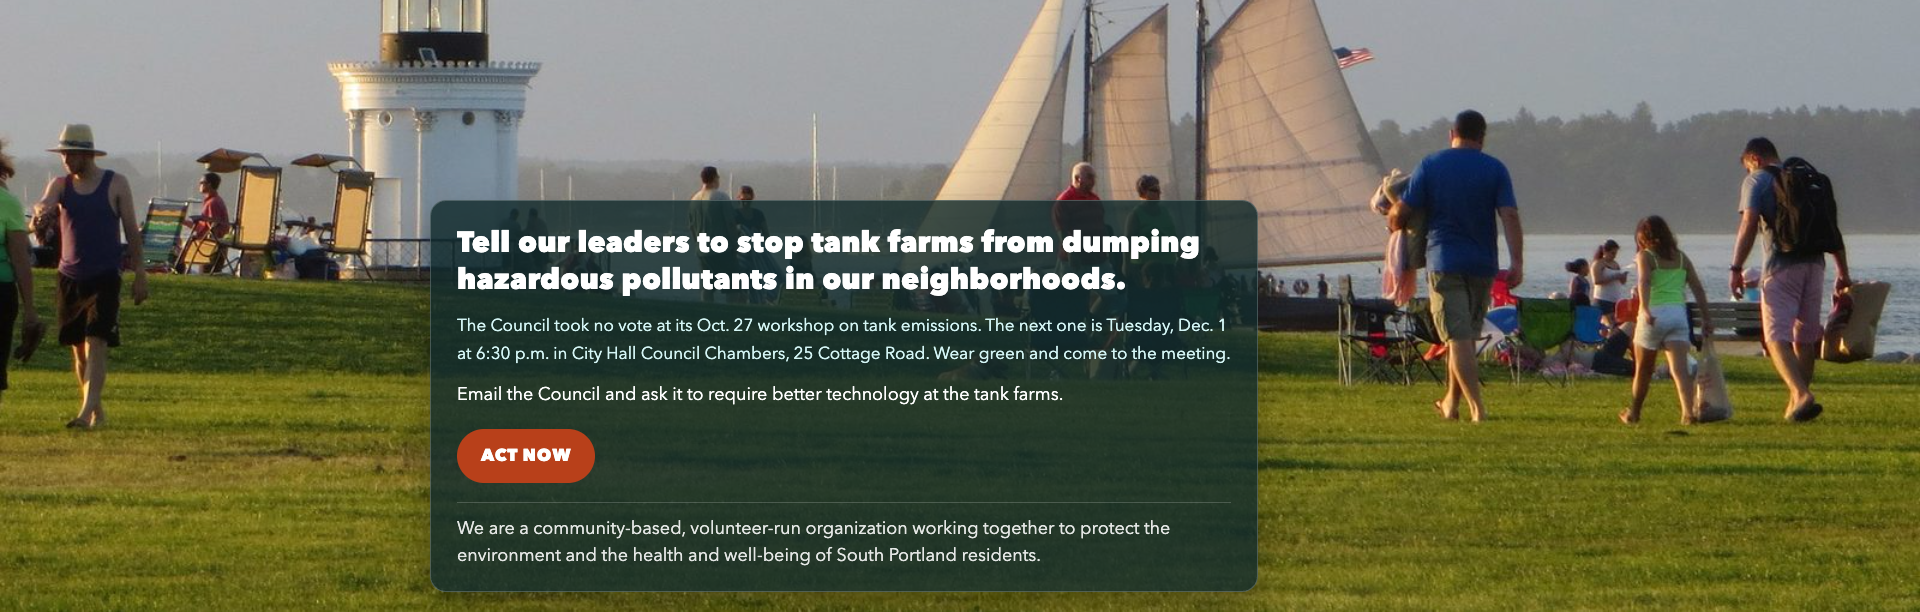 Tell our leaders to stop tank farms from dumping
hazardous pollutants in our neighborhoods.
The Council took no vote at its Oct. 27 workshop on tank emissions. The next one is Tuesday, Dec. 1
at 6:30 p.m. in City Hall Council Chambers, 25 Cottage Road. Wear green and come to the meeting.
Email the Council and ask it to require better technology at the tank farms.
ACT NOW
We are a community-based, volunteer-run organization working together to protect the
environment and the health and well-being of South Portland residents.